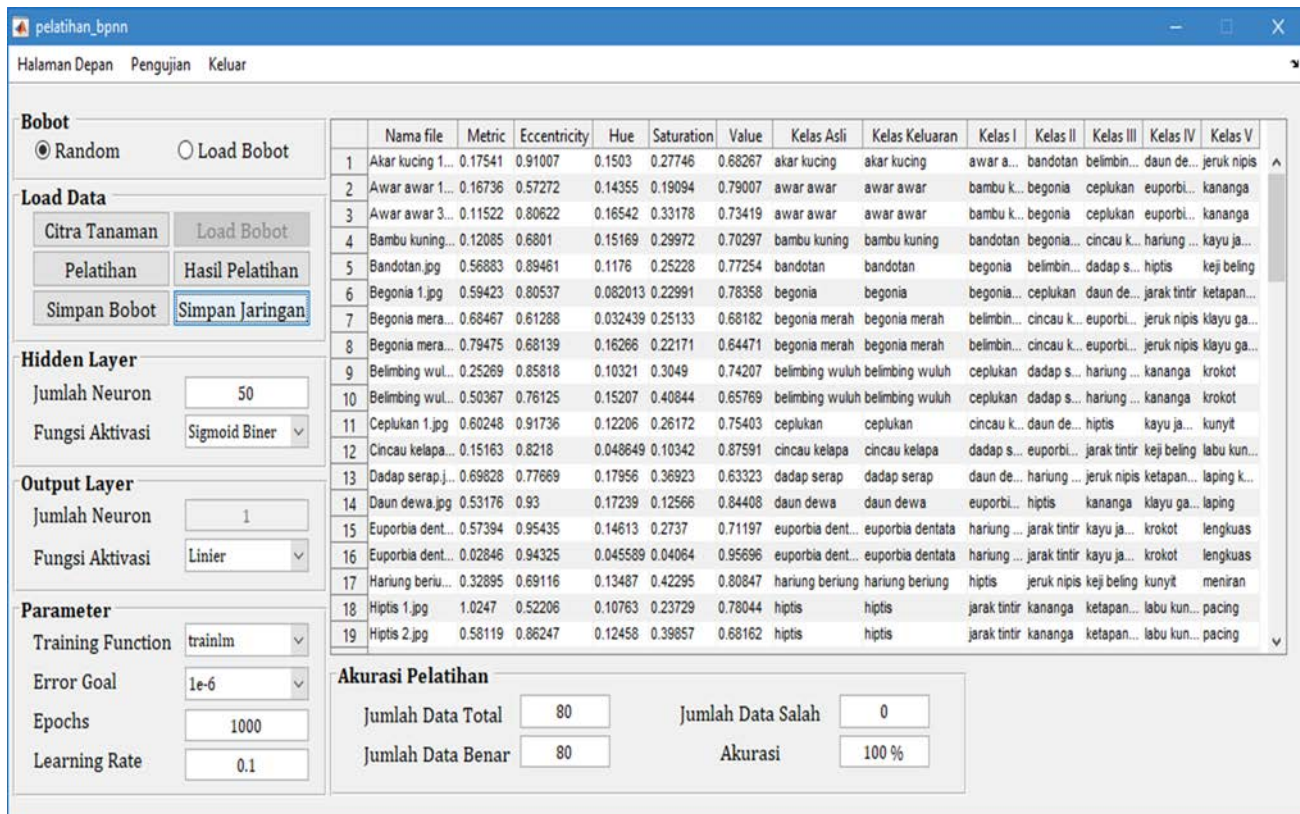 pelatihan_bpnn
Halaman Depan Pengujian Keluar
Bobot
Random Load Bobot
Load Data
Citra Tanaman Load Bobot
Pelatihan Hasil Pelatihan
Simpan Bobot Simpan Jaringan
Hidden Layer
Jumlah Neuron 50
Fungsi Aktivasi Sigmoid Biner
Output Layer
Jumlah Neuron 1
Fungsi Aktivasi Linier
Parameter
Training Function trainlm
Error Goal 1e-6
Epochs 1000
Learning Rate 0.1
Nama file Metric Eccentricity Hue Saturation Value Kelas Asli Kelas Keluaran Kelas I Kelas II Kelas III Kelas IV Kelas V
1 Akar kucing 1... 0.17541 0.91007 0.1503 0.27746 0.68267 akar kucing akar kucing awar a... bandotan belimbin... daun de... jeruk nipis
2 Awar awar 1... 0.16736 0.57272 0.14355 0.19094 0.79007 awar awar awar awar bambu k... begonia ceplukan euporbi... kananga
3 Awar awar 3... 0.11522 0.80622 0.16542 0.33178 0.73419 awar awar awar awar bambu k... begonia ceplukan euporbi... kananga
4 Bambu kuning... 0.12085 0.6801 0.15169 0.29972 0.70297 bambu kuning bambu kuning bandotan begonia... cincau k... hariung ... kayu ja...
5 Bandotan.jpg 0.56883 0.89461 0.1176 0.25228 0.77254 bandotan bandotan begonia belimbin... dadap s... hiptis keji beling
6 Begonia 1.jpg 0.59423 0.80537 0.082013 0.22991 0.78358 begonia begonia begonia... ceplukan daun de... jarak tintir ketapan...
7 Begonia mera... 0.68467 0.61288 0.032439 0.25133 0.68182 begonia merah begonia merah belimbin... cincau k... euporbi... jeruk nipis klayu ga...
8 Begonia mera... 0.79475 0.68139 0.16266 0.22171 0.64471 begonia merah begonia merah belimbin... cincau k... euporbi... jeruk nipis klayu ga...
9 Belimbing wul... 0.25269 0.85818 0.10321 0.3049 0.74207 belimbing wuluh belimbing wuluh ceplukan dadap s... hariung ... kananga krokot
10 Belimbing wul... 0.50367 0.76125 0.15207 0.40844 0.65769 belimbing wuluh belimbing wuluh ceplukan dadap s... hariung ... kananga krokot
11 Ceplukan 1.jpg 0.60248 0.91736 0.12206 0.26172 0.75403 ceplukan ceplukan cincau k... daun de... hiptis kayu ja... kunyit
12 Cincau kelapa... 0.15163 0.8218 0.048649 0.10342 0.87591 cincau kelapa cincau kelapa dadap s... euporbi... jarak tintir keji beling labu kun...
13 Dadap serap.j... 0.69828 0.77669 0.17956 0.36923 0.63323 dadap serap dadap serap daun de... hariung ... jeruk nipis ketapan... laping k...
14 Daun dewa.jpg 0.53176 0.93 0.17239 0.12566 0.84408 daun dewa daun dewa euporbi... hiptis kananga klayu ga... laping
15 Euporbia dent... 0.57394 0.95435 0.14613 0.2737 0.71197 euporbia dent... euporbia dentata hariung ... jarak tintir kayu ja... krokot lengkuas
16 Euporbia dent... 0.02846 0.94325 0.045589 0.04064 0.95696 euporbia dent... euporbia dentata hariung ... jarak tintir kayu ja... krokot lengkuas
17 Hariung beriu... 0.32895 0.69116 0.13487 0.42295 0.80847 hariung beriung hariung beriung hiptis jeruk nipis keji beling kunyit meniran
18 Hiptis 1.jpg 1.0247 0.52206 0.10763 0.23729 0.78044 hiptis hiptis jarak tintir kananga ketapan... labu kun... pacing
19 Hiptis 2.jpg 0.58119 0.86247 0.12458 0.39857 0.68162 hiptis hiptis jarak tintir kananga ketapan... labu kun... pacing
Akurasi Pelatihan
Jumlah Data Total 80 Jumlah Data Salah 0
Jumlah Data Benar 80 Akurasi 100 %